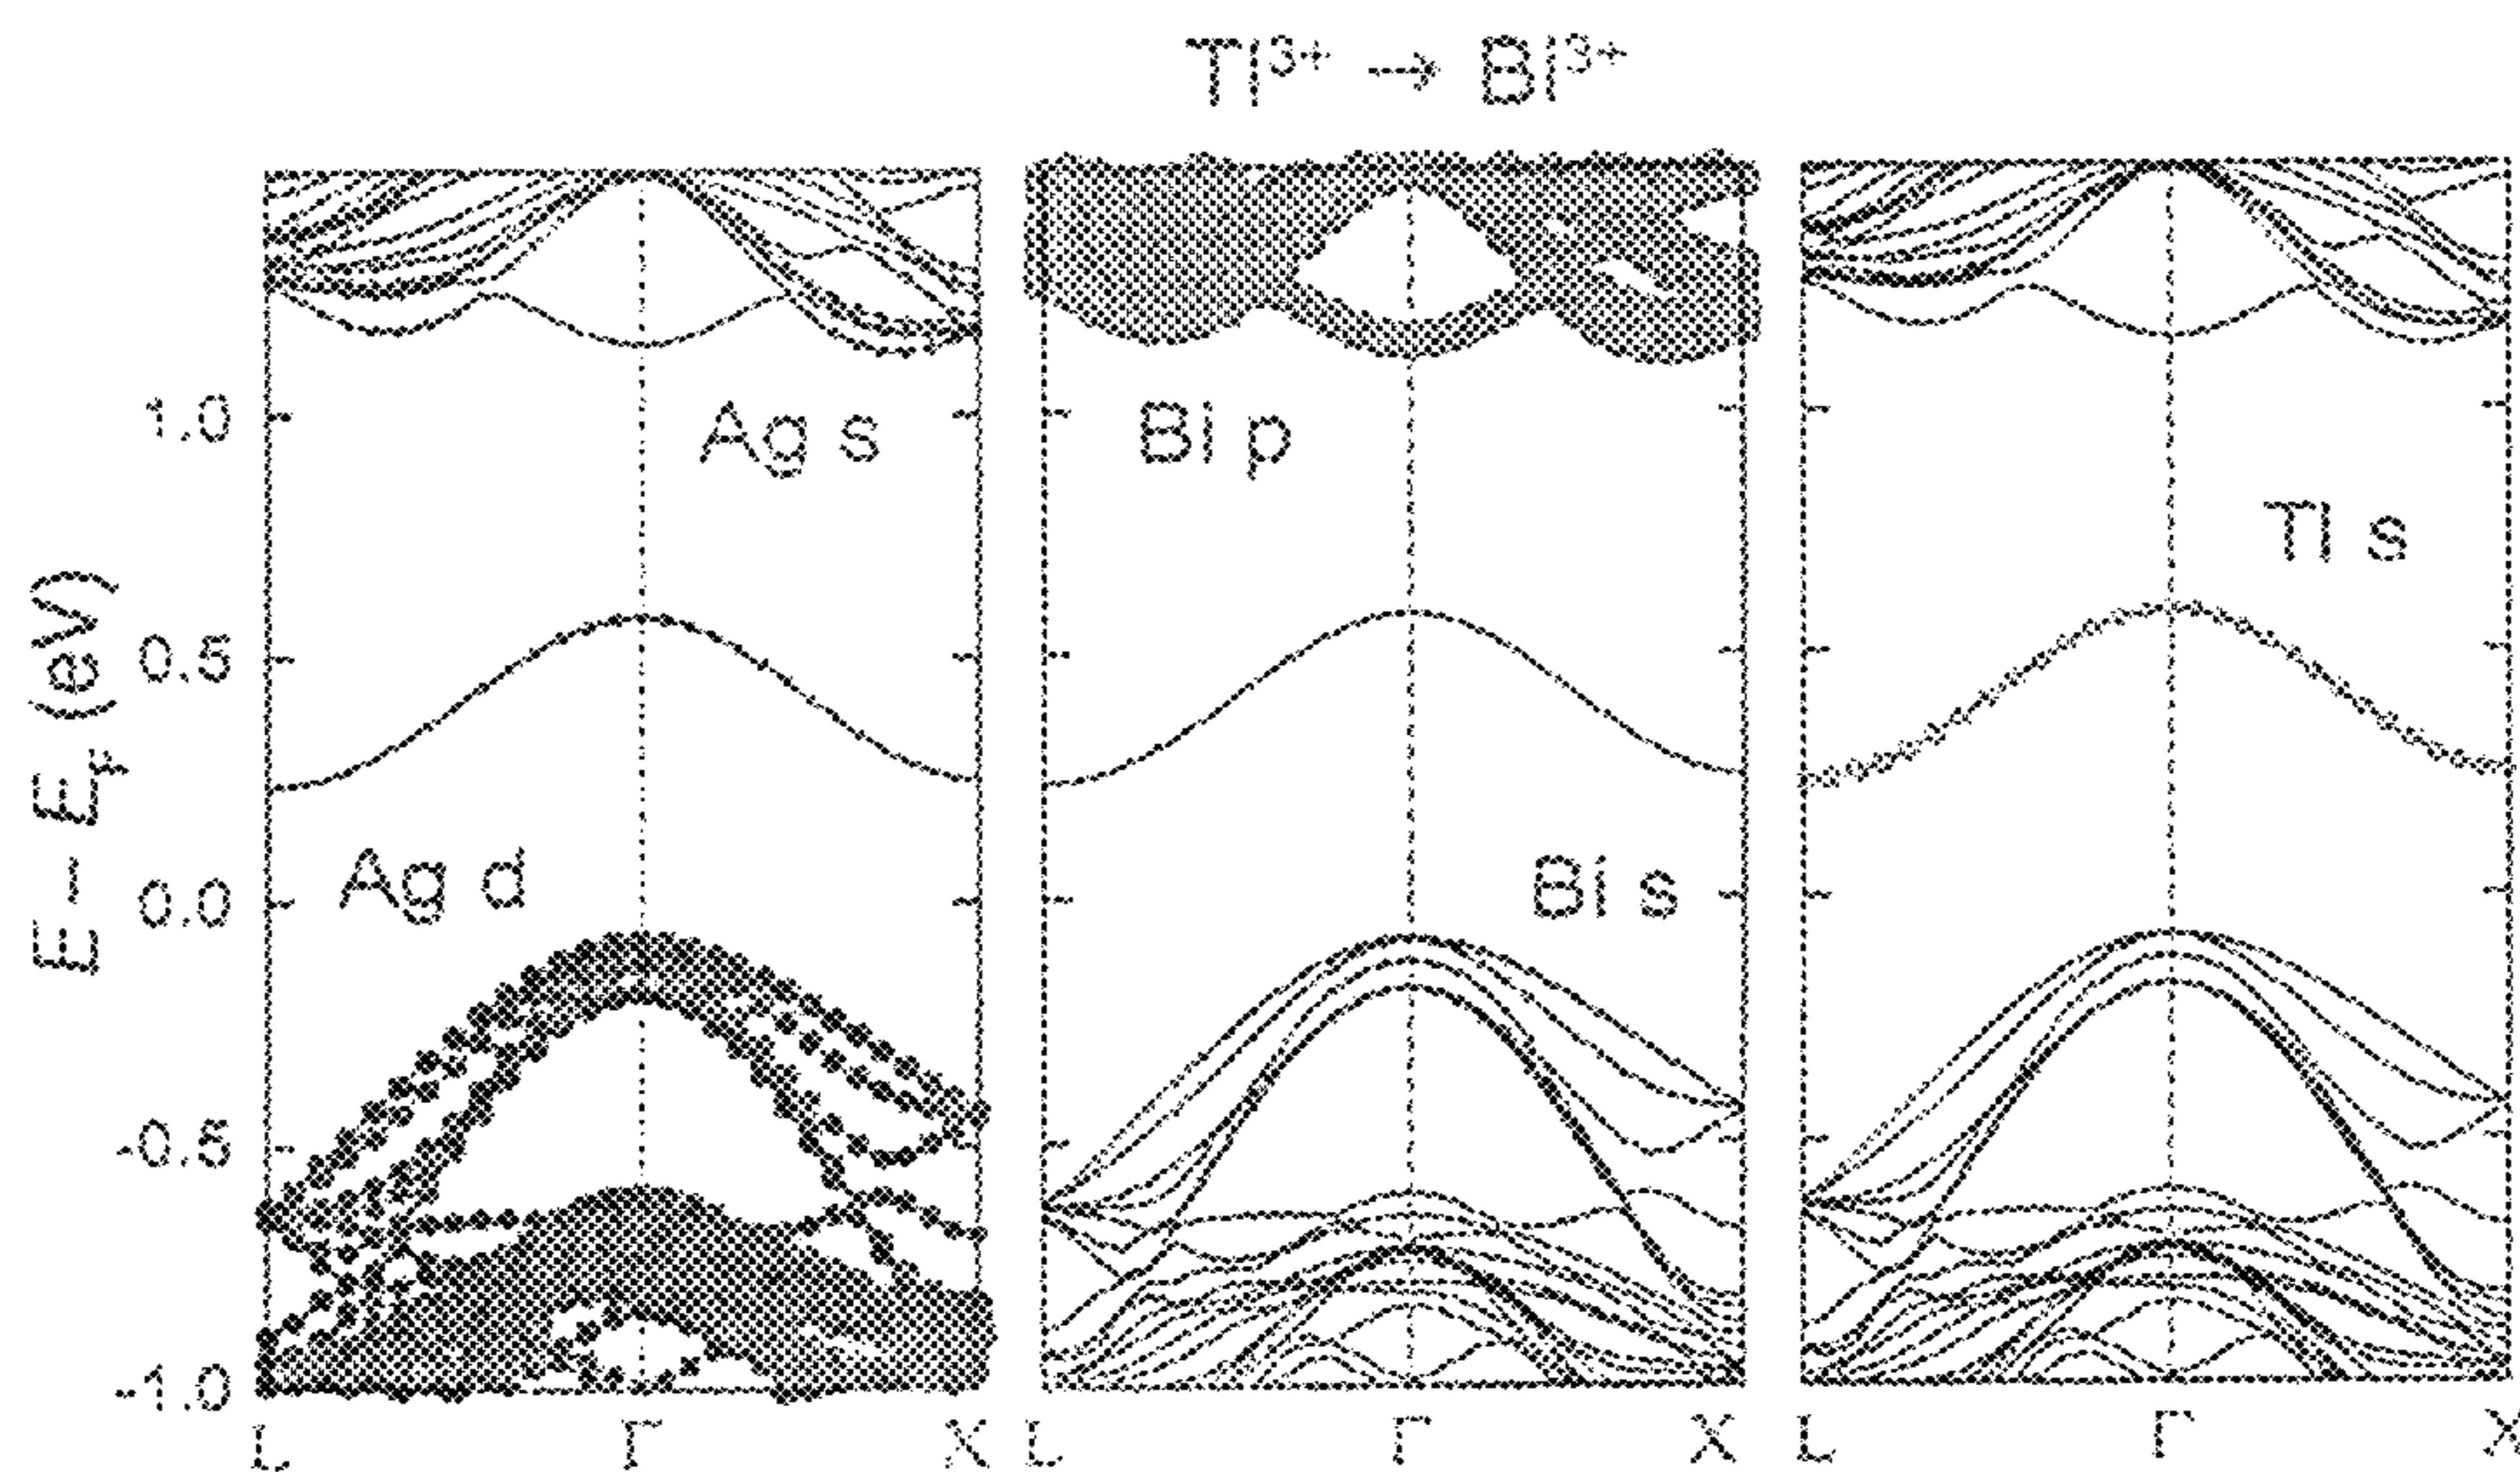 Tl³⁺ → Bi³⁺
E – E_F (eV)
1.0
0.5
0.0
-0.5
-1.0
Ag s
Ag d
Bi p
Bi s
Tl s
L Γ X L Γ X L Γ X